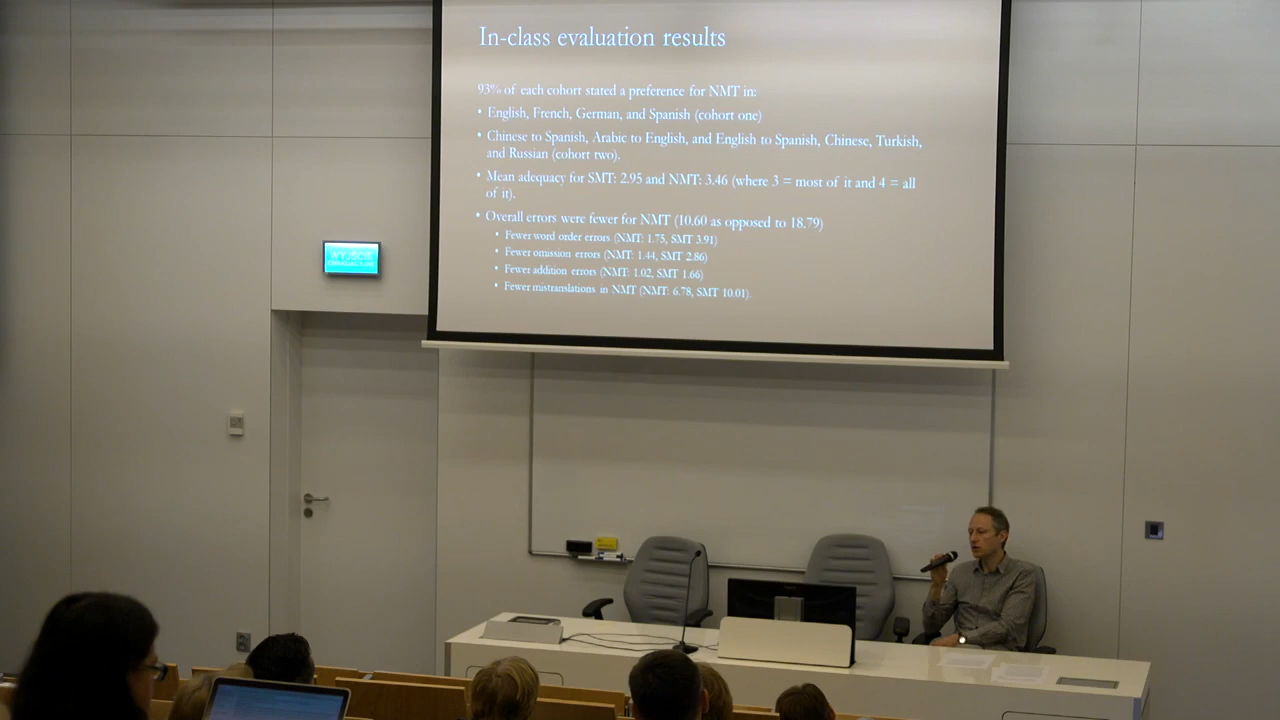 In-class evaluation results
93% of each cohort stated a preference for NMT in:
• English, French, German, and Spanish (cohort one)
• Chinese to Spanish, Arabic to English, and English to Spanish, Chinese, Turkish,
and Russian (cohort two).
• Mean adequacy for SMT: 2.95 and NMT: 3.46 (where 3 = most of it and 4 = all
of it).
• Overall errors were fewer for NMT (10.60 as opposed to 18.79)
• Fewer word order errors (NMT: 1.75, SMT 3.91)
• Fewer omission errors (NMT: 1.44, SMT 2.86)
• Fewer addition errors (NMT: 1.02, SMT 1.66)
• Fewer mistranslations in NMT (NMT: 6.78, SMT 10.01).
WYJŚCIE